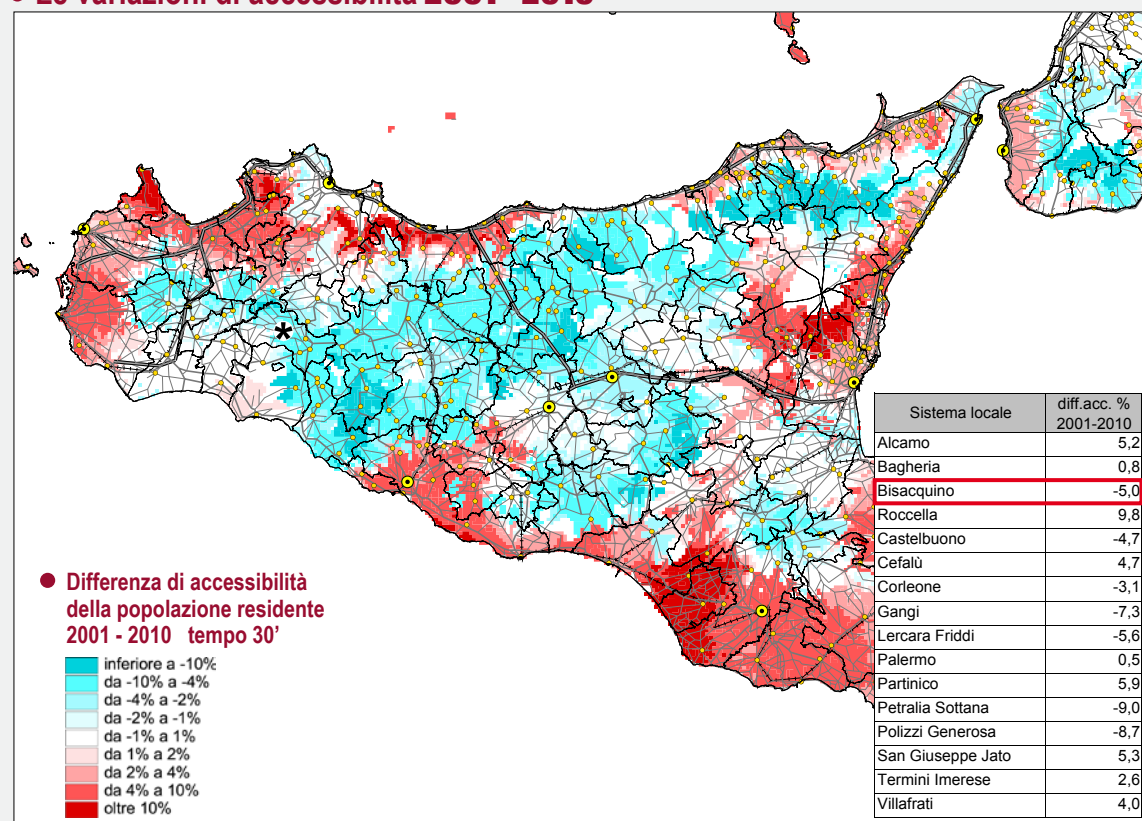 Sistema locale diff.acc. % 2001-2010
Alcamo 5,2
Bagheria 0,8
Bisacquino -5,0
Roccella 9,8
Castelbuono -4,7
Cefalù 4,7
Corleone -3,1
Gangi -7,3
Lercara Friddi -5,6
Palermo 0,5
Partinico 5,9
Petralia Sottana -9,0
Polizzi Generosa -8,7
San Giuseppe Jato 5,3
Termini Imerese 2,6
Villafrati 4,0
● Differenza di accessibilità
della popolazione residente
2001 - 2010 tempo 30’
inferiore a -10%
da -10% a -4%
da -4% a -2%
da -2% a -1%
da -1% a 1%
da 1% a 2%
da 2% a 4%
da 4% a 10%
oltre 10%
*